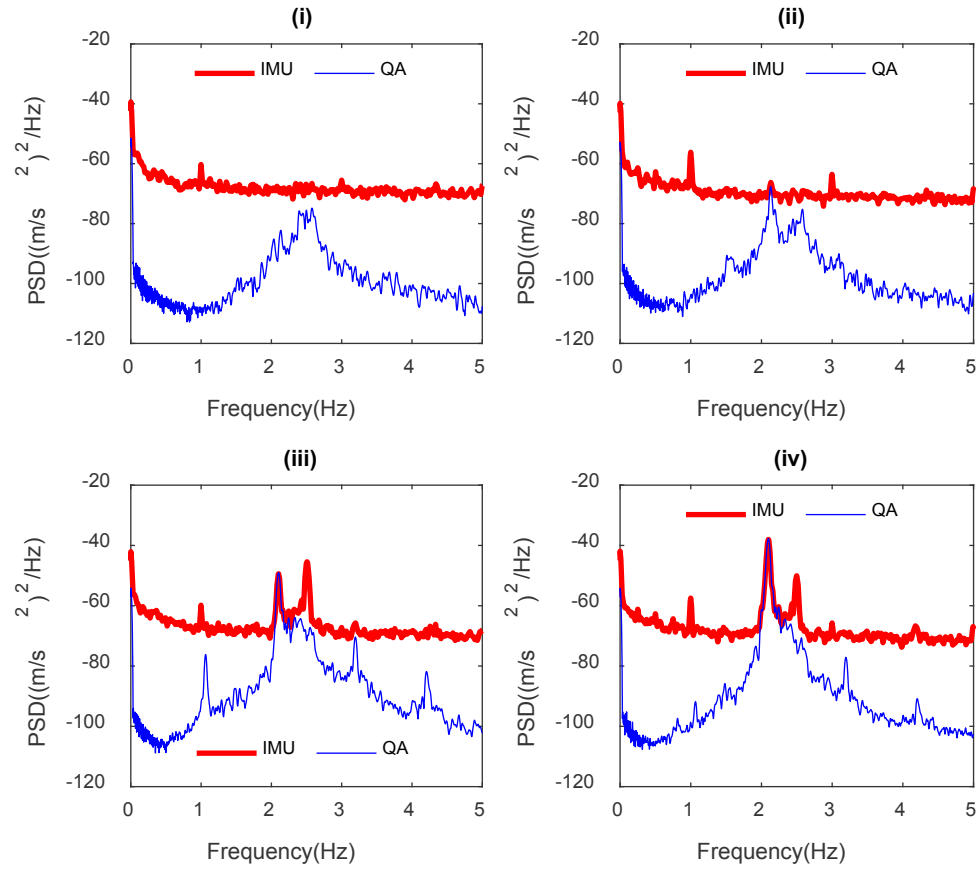 (i)
-20
-40
-60
-80
-100
-120
PSD((m/s 2 ) 2 /Hz)
IMU QA
0 1 2 3 4 5
Frequency(Hz)
(ii)
-20
-40
-60
-80
-100
-120
PSD((m/s 2 ) 2 /Hz)
IMU QA
0 1 2 3 4 5
Frequency(Hz)
(iii)
-20
-40
-60
-80
-100
-120
PSD((m/s 2 ) 2 /Hz)
IMU QA
0 1 2 3 4 5
Frequency(Hz)
(iv)
-20
-40
-60
-80
-100
-120
PSD((m/s 2 ) 2 /Hz)
IMU QA
0 1 2 3 4 5
Frequency(Hz)